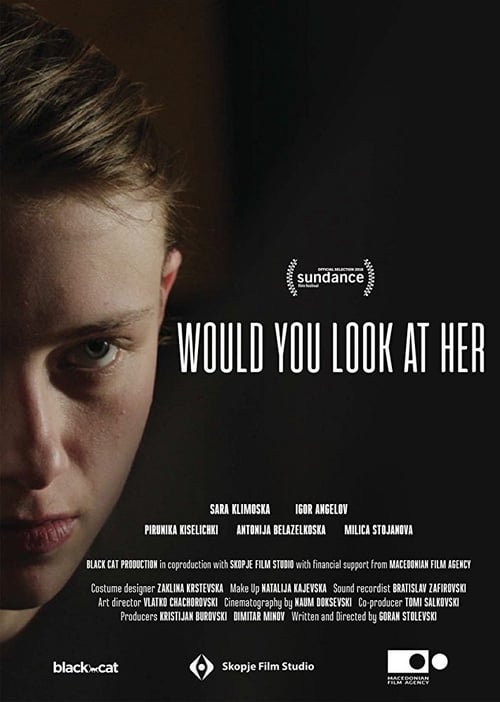 OFFICIAL SELECTION 2018
sundance
film festival
WOULD YOU LOOK AT HER
SARA KLIMOSKA IGOR ANGELOV
PIRUNIKA KISELICHKI ANTONIJA BELAZELKOSKA MILICA STOJANOVA
BLACK CAT PRODUCTION in coproduction with SKOPJE FILM STUDIO with financial support from MACEDONIAN FILM AGENCY
Costume designer ZAKLINA KRSTEVSKA Make Up NATALIJA KAJEVSKA Sound recordist BRATISLAV ZAFIROVSKI
Art director VLATKO CHACHOROVSKI Cinematography by NAUM DOKSEVSKI Co-producer TOMI SALKOVSKI
Producers KRISTIJAN BUROVSKI DIMITAR MINOV Written and Directed by GORAN STOLEVSKI
black cat
Skopje Film Studio
MACEDONIAN
FILM AGENCY